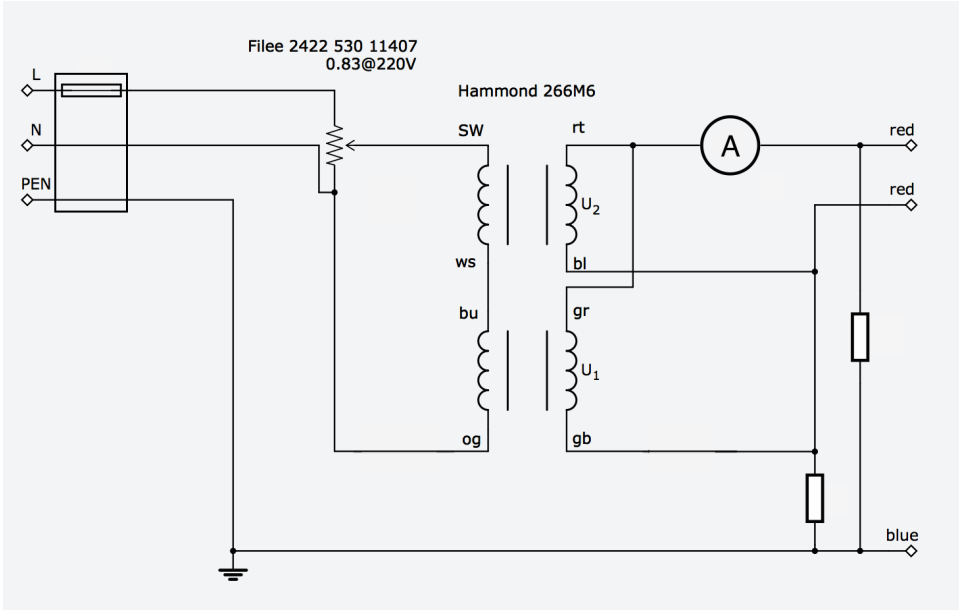 Filee 2422 530 11407
0.83@220V
L
Hammond 266M6
N
SW
rt
A
red
PEN
red
U2
ws
bl
bu
gr
U1
og
gb
blue